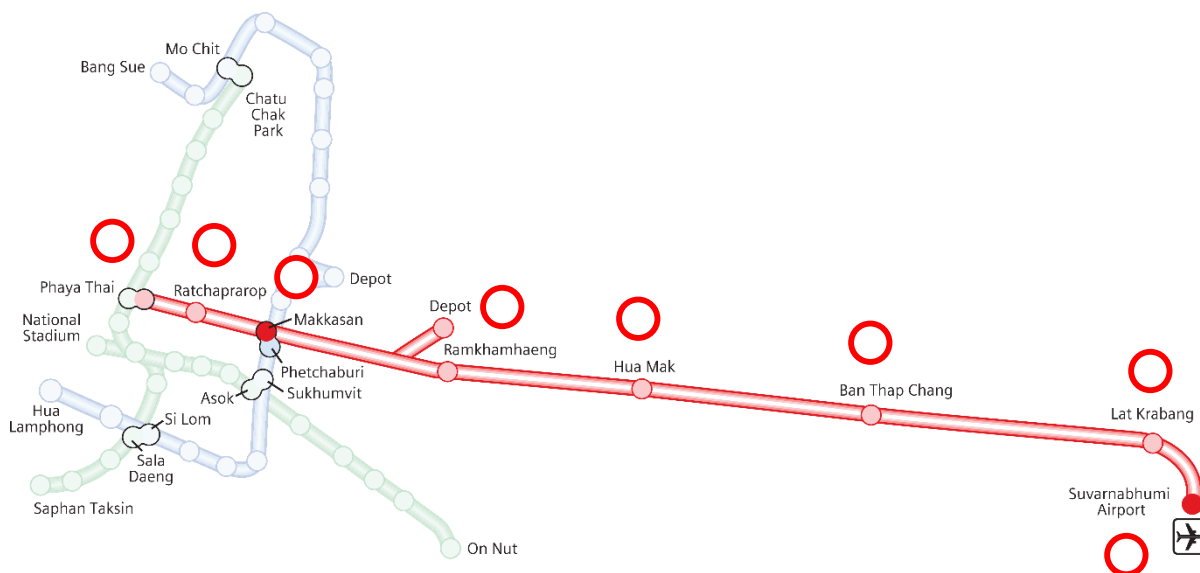 Mo Chit
Bang Sue
Chatu
Chak
Park
Phaya Thai
Ratchaprarop
Depot
National
Stadium
Makkasan
Depot
Ramkhamhaeng
Phetchaburi
Hua Mak
Asok
Sukhumvit
Ban Thap Chang
Hua
Lamphong
Si Lom
Lat Krabang
Sala
Daeng
Saphan Taksin
Suvarnabhumi
Airport
On Nut